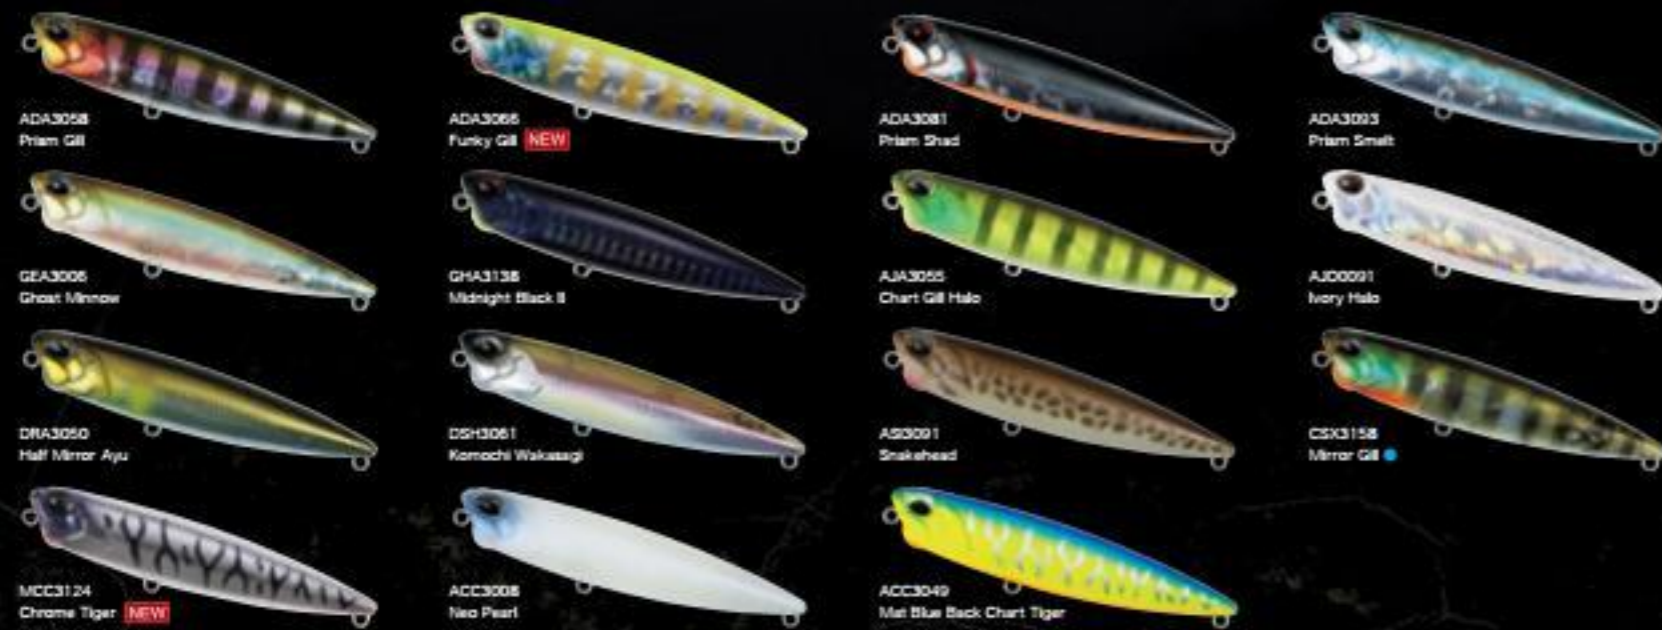 ADA3058
Prism Gill
ADA3066
Funky Gill NEW
ADA3081
Prism Shad
ADA3093
Prism Smelt
GEA3006
Ghost Minnow
GHA3138
Midnight Black II
AJA3055
Chart Gill Halo
AJO0091
Ivory Halo
DRA3050
Half Mirror Ayu
DSH3061
Komochi Wakasagi
ASI3091
Snakehead
CSX3158
Mirror Gill
MCC3124
Chrome Tiger NEW
ACC3008
Neo Pearl
ACC3049
Mat Blue Back Chart Tiger